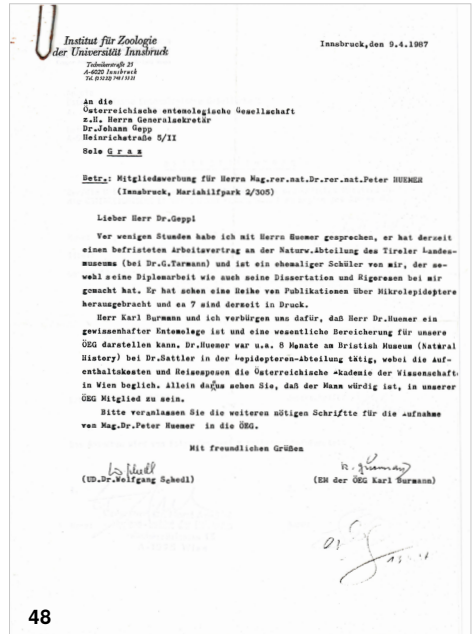 Institut für Zoologie
der Universität Innsbruck
Technikerstraße 25
A-6020 Innsbruck
Innsbruck,den 9.4.1987
An die
Österreichische entomologische Gesellschaft
z.H. Herrn Generalsekretär
Dr.Johann Gepp
Heinrichstraße 5/II
8010 Graz
Betr.: Mitgliedswerbung für Herrn Mag.rer.nat.Dr.rer.nat.Peter HUEMER
(Innsbruck, Mariahilfpark 2/305)
Lieber Herr Dr.Gepp!
Vor wenigen Stunden habe ich mit Herrn Huemer gesprochen, er hat derzeit
einen befristeten Arbeitsvertrag an der Naturw.Abteilung des Tiroler Landes-
museums (bei Dr.G.Tarmann) und ist ein ehemaliger Schüler von mir, der so-
wohl seine Diplomarbeit wie auch seine Dissertation und Rigorosen bei mir
gemacht hat. Er hat schon eine Reihe von Publikationen über Mikrolepidoptere
herausgebracht und ca 7 sind derzeit in Druck.
Herr Karl Burmann und ich verbürgen uns dafür, daß Herr Dr.Huemer ein
gewissenhafter Entomologe ist und eine wesentliche Bereicherung für unsere
ÖEG darstellen kann. Dr.Huemer war u.a. 8 Monate am Bristish Museum (Natural
History) bei Dr.Sattler in der Lepidopteren-Abteilung tätig, wobei die Auf-
enthaltskosten und Reisespesen die Österreichische Akademie der Wissenschaft
in Wien beglich. Allein daraus sehen Sie, daß der Mann würdig ist, in unserer
ÖEG Mitglied zu sein.
Bitte veranlassen Sie die weiteren nötigen Schriftte für die Aufnahme
von Mag.Dr.Peter Huemer in die ÖEG.
Mit freundlichen Grüßen
(UD.Dr.Wolfgang Schedl)
(EM der ÖEG Karl Burmann)
48